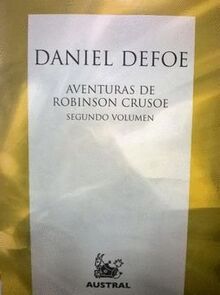 DANIEL DEFOE
AVENTURAS DE
ROBINSON CRUSOE
SEGUNDO VOLUMEN
AUSTRAL